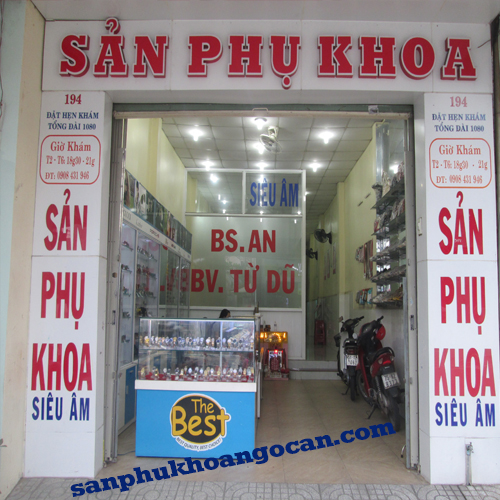 SẢN PHỤ KHOA
194
ĐẶT HẸN KHÁM
TỔNG ĐÀI 1080
Giờ Khám
T2 - T6: 18g30 - 21g
ĐT: 0908 431 946
SẢN
PHỤ
KHOA
SIÊU ÂM
SIÊU ÂM
BS. AN
BV. TỪ DŨ
The
Best
194
ĐẶT HẸN KHÁM
TỔNG ĐÀI 1080
Giờ Khám
T2 - T6: 18g30 - 21g
ĐT: 0908 431 946
SẢN
PHỤ
KHOA
SIÊU ÂM
sanphukhoangocan.com